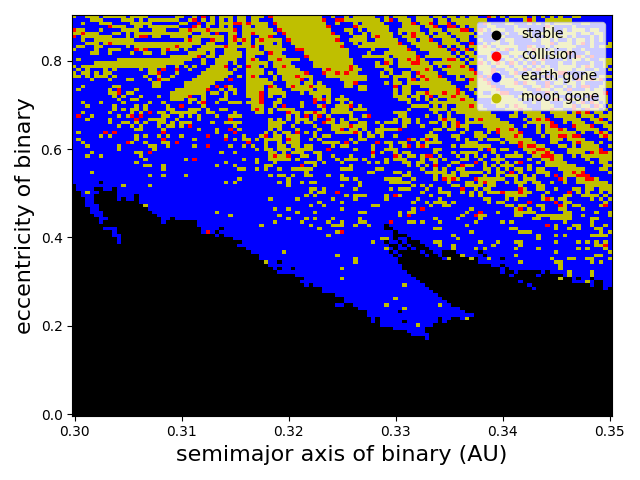 stable
collision
earth gone
moon gone
0.8
0.6
0.4
0.2
0.0
eccentricity of binary
0.30
0.31
0.32
0.33
0.34
0.35
semimajor axis of binary (AU)